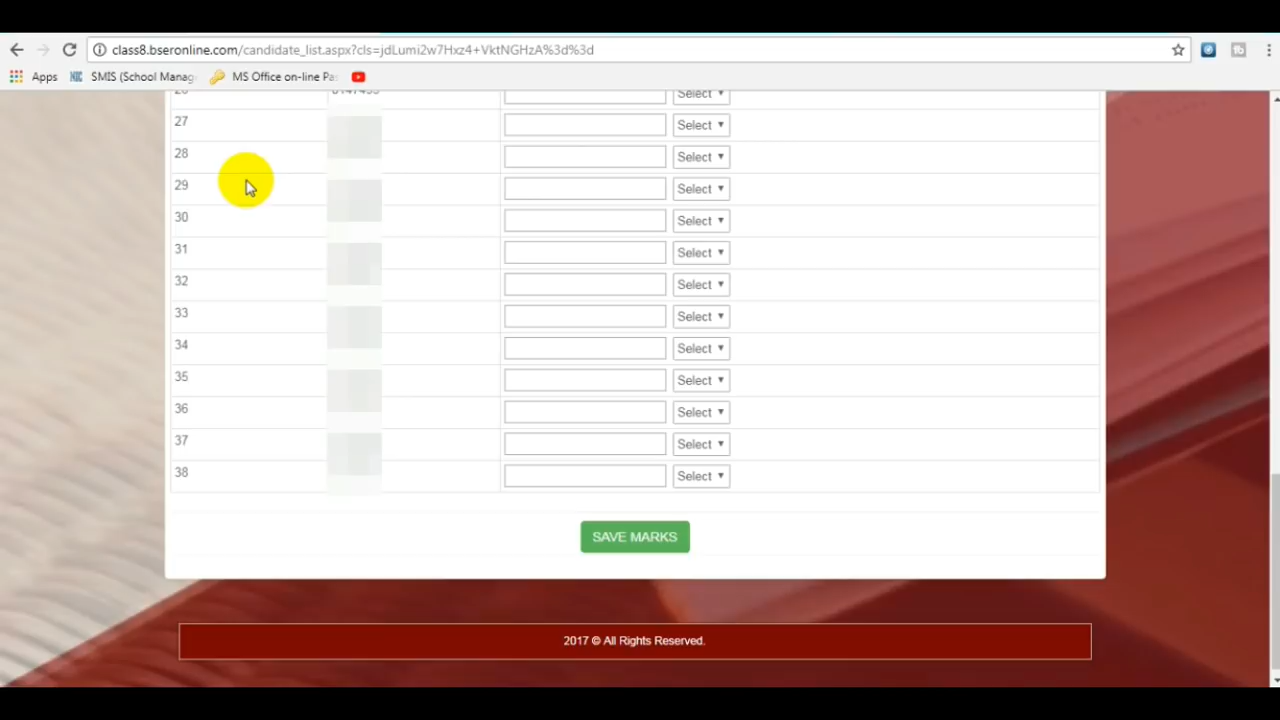 class8.bseronline.com/candidate_list.aspx?cls=jdLumi2w7Hxz4+VktNGHzA%3d%3d
Apps SMIS (School Manag MS Office on-line Pa
Select
27 Select
28 Select
29 Select
30 Select
31 Select
32 Select
33 Select
34 Select
35 Select
36 Select
37 Select
38 Select
SAVE MARKS
2017 © All Rights Reserved.